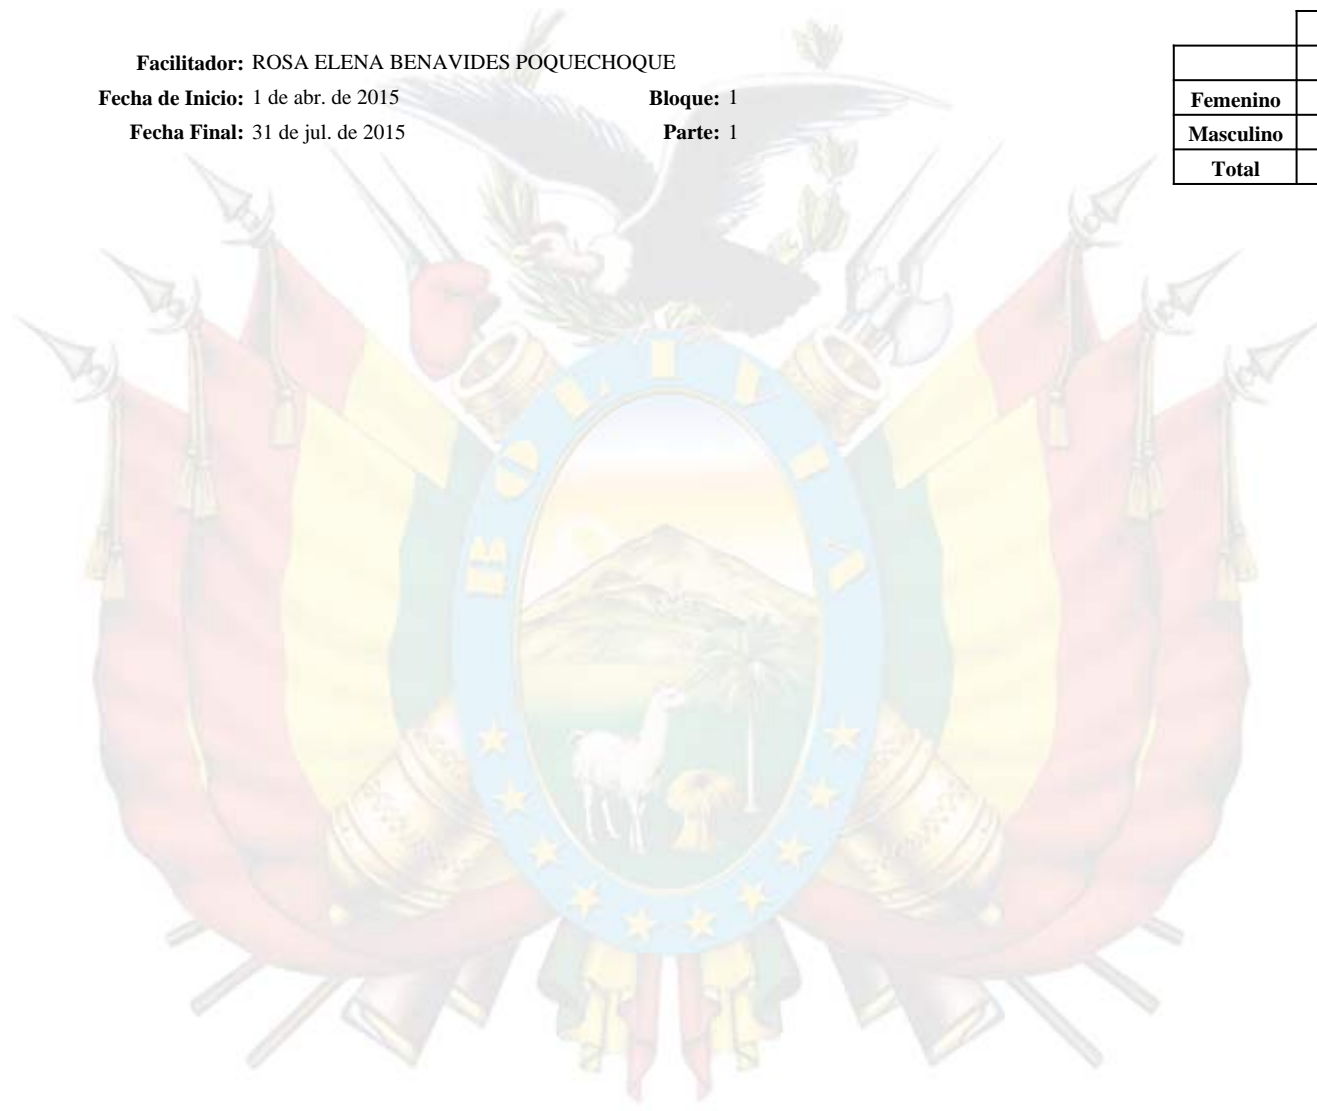 Facilitador: ROSA ELENA BENAVIDES POQUECHOQUE
Fecha de Inicio: 1 de abr. de 2015 Bloque: 1
Fecha Final: 31 de jul. de 2015 Parte: 1
Femenino
Masculino
Total
BOLIVIA